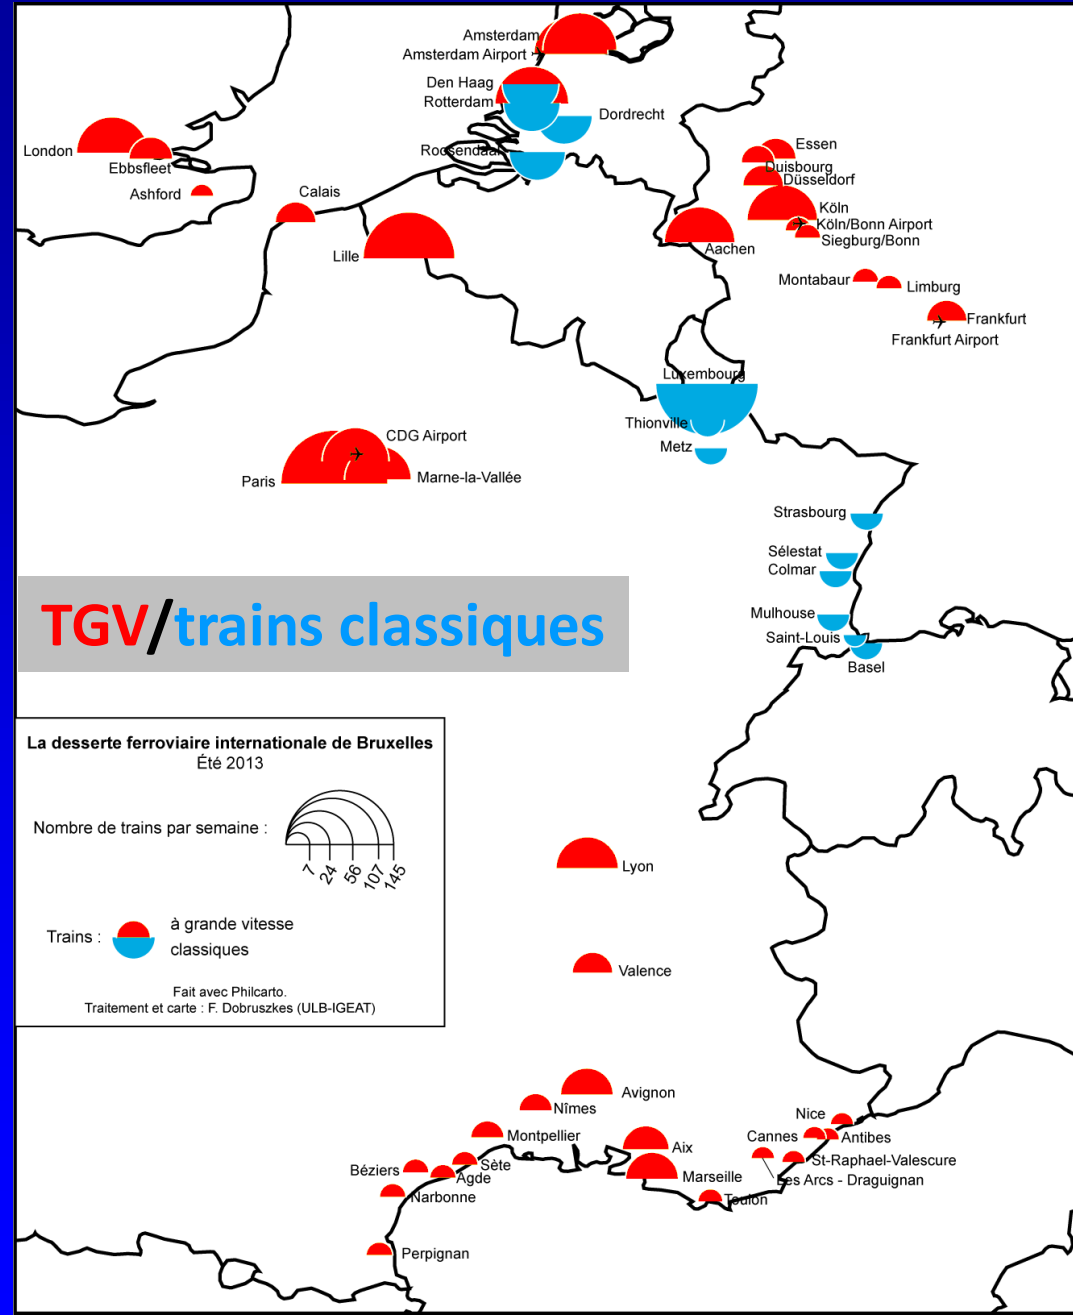 Amsterdam
Amsterdam Airport
Den Haag
Rotterdam
Dordrecht
Roosendaal
London
Ebbsfleet
Ashford
Calais
Lille
Essen
Duisbourg
Düsseldorf
Köln
Köln/Bonn Airport
Siegburg/Bonn
Aachen
Montabaur
Limburg
Frankfurt
Frankfurt Airport
Luxembourg
Thionville
Metz
CDG Airport
Paris
Marne-la-Vallée
Strasbourg
Sélestat
Colmar
Mulhouse
Saint-Louis
Basel
TGV/trains classiques
La desserte ferroviaire internationale de Bruxelles
Été 2013
Nombre de trains par semaine :
7 24 56 107 145
Trains :
à grande vitesse
classiques
Fait avec Philcarto.
Traitement et carte : F. Dobruszkes (ULB-IGEAT)
Lyon
Valence
Avignon
Nîmes
Montpellier
Sète
Agde
Béziers
Narbonne
Perpignan
Aix
Marseille
Toulon
Nice
Cannes
Antibes
St-Raphael-Valescure
Les Arcs - Draguignan